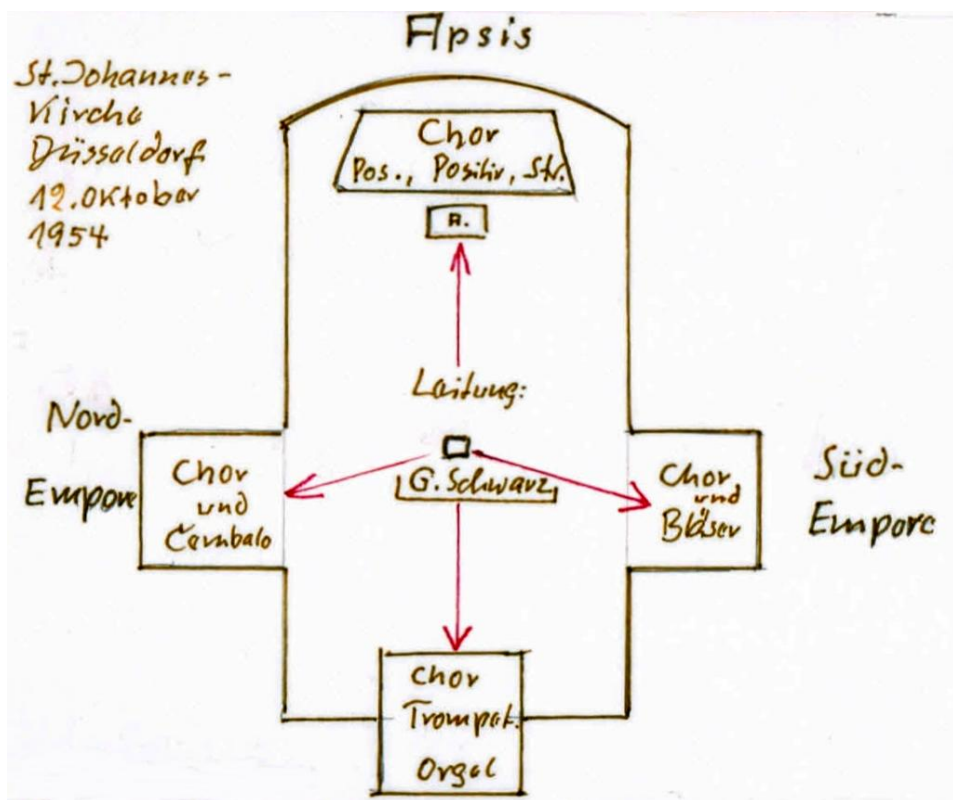 Apsis
St. Johannes-
Kirche
Düsseldorf
12. Oktober
1954
Chor
Pos., Positiv, Str.
A.
Leitung:
G. Schwarz
Nord-
Empore
Chor
und
Cembalo
Chor
und
Bläser
Süd-
Empore
Chor
Trompet.
Orgel